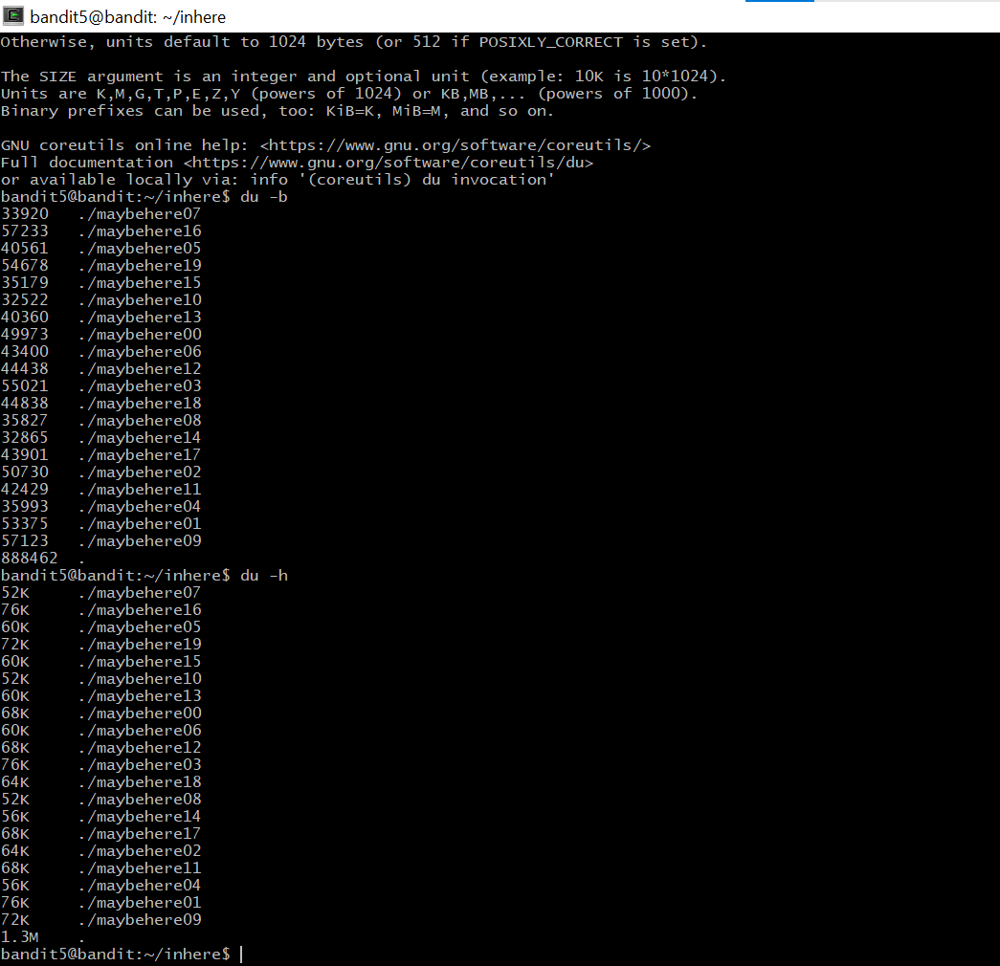 bandit5@bandit: ~/inhere
Otherwise, units default to 1024 bytes (or 512 if POSIXLY_CORRECT is set).
The SIZE argument is an integer and optional unit (example: 10K is 10*1024).
Units are K,M,G,T,P,E,Z,Y (powers of 1024) or KB,MB,... (powers of 1000).
Binary prefixes can be used, too: KiB=K, MiB=M, and so on.
GNU coreutils online help: <https://www.gnu.org/software/coreutils/>
Full documentation <https://www.gnu.org/software/coreutils/du>
or available locally via: info '(coreutils) du invocation'
bandit5@bandit:~/inhere$ du -b
33920   ./maybehere07
57233   ./maybehere16
40561   ./maybehere05
54678   ./maybehere19
35179   ./maybehere15
32522   ./maybehere10
40360   ./maybehere13
49973   ./maybehere00
43400   ./maybehere06
44438   ./maybehere12
55021   ./maybehere03
44838   ./maybehere18
35827   ./maybehere08
32865   ./maybehere14
43901   ./maybehere17
50730   ./maybehere02
42429   ./maybehere11
35993   ./maybehere04
53375   ./maybehere01
57123   ./maybehere09
888462  .
bandit5@bandit:~/inhere$ du -h
52K     ./maybehere07
76K     ./maybehere16
60K     ./maybehere05
72K     ./maybehere19
60K     ./maybehere15
52K     ./maybehere10
60K     ./maybehere13
68K     ./maybehere00
60K     ./maybehere06
68K     ./maybehere12
76K     ./maybehere03
64K     ./maybehere18
52K     ./maybehere08
56K     ./maybehere14
68K     ./maybehere17
64K     ./maybehere02
68K     ./maybehere11
56K     ./maybehere04
76K     ./maybehere01
72K     ./maybehere09
1.3M    .
bandit5@bandit:~/inhere$